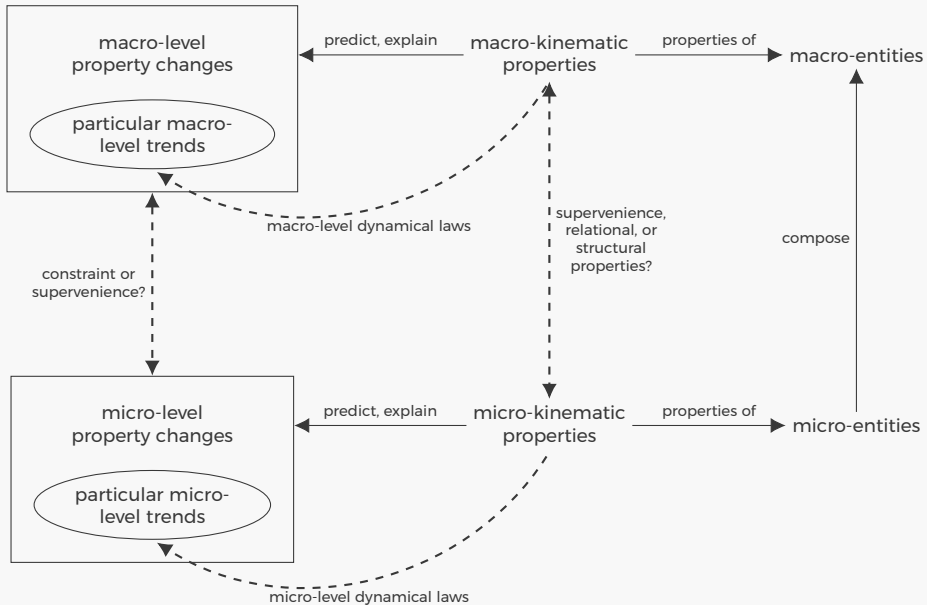 macro-level
property changes
predict, explain
macro-kinematic
properties
properties of
macro-entities
particular macro-
level trends
macro-level dynamical laws
supervenience,
relational, or
structural
properties?
compose
constraint or
supervenience?
micro-level
property changes
predict, explain
micro-kinematic
properties
properties of
micro-entities
particular micro-
level trends
micro-level dynamical laws